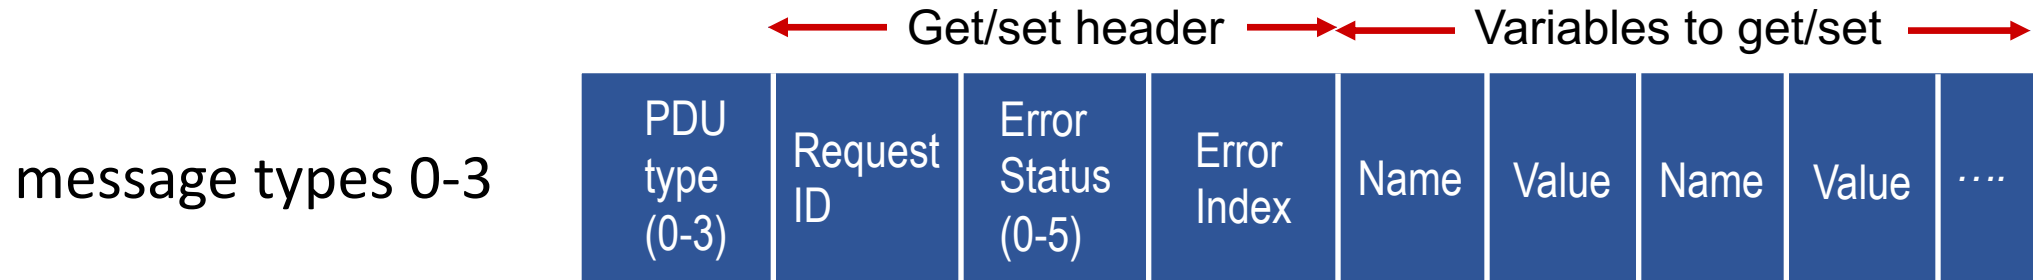 Get/set header
Variables to get/set
message types 0-3
PDU
type
(0-3)
Request
ID
Error
Status
(0-5)
Error
Index
Name
Value
Name
Value
....